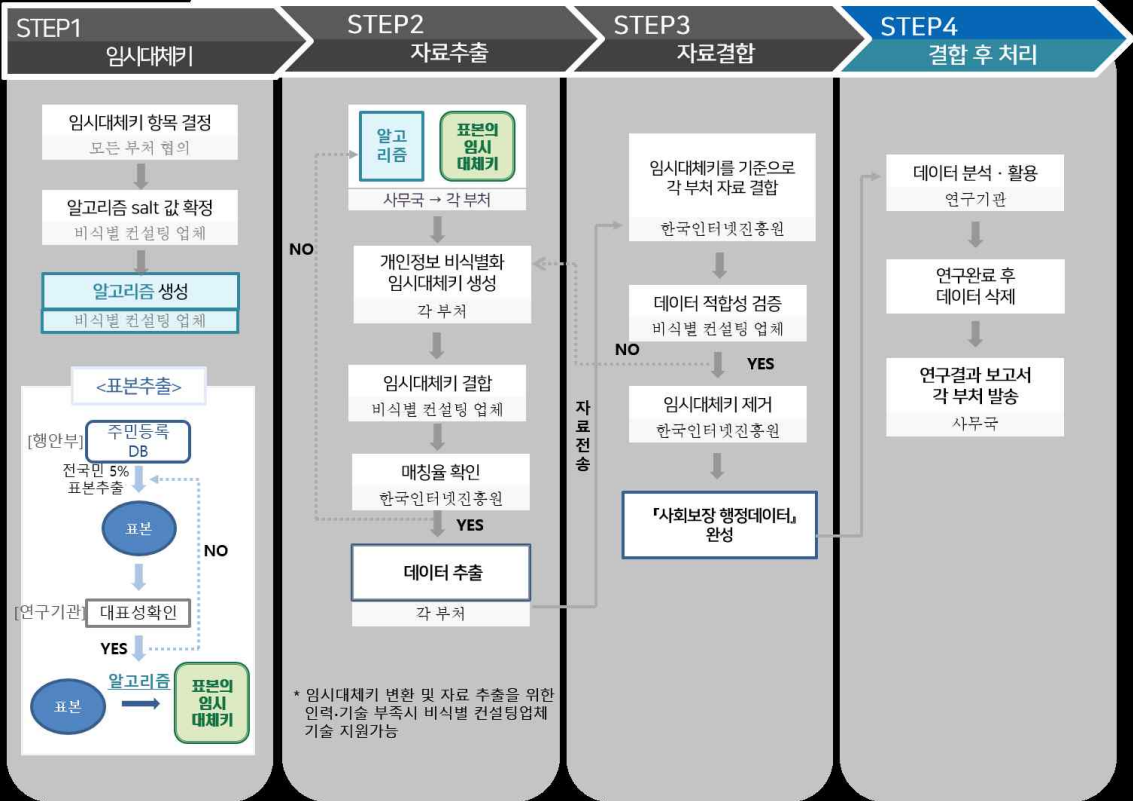 STEP1
임시대체키
임시대체키 항목 결정
모든 부처 협의
알고리즘 salt 값 확정
비식별 컨설팅 업체
알고리즘 생성
비식별 컨설팅 업체
<표본추출>
[행안부]
주민등록
DB
전국민 5%
표본추출
표본
NO
[연구기관]
대표성확인
YES
표본
알고리즘
표본의
임시
대체키
STEP2
자료추출
알고
리즘
표본의
임시
대체키
사무국 → 각 부처
NO
개인정보 비식별화
임시대체키 생성
각 부처
임시대체키 결합
비식별 컨설팅 업체
매칭율 확인
한국인터넷진흥원
YES
데이터 추출
각 부처
* 임시대체키 변환 및 자료 추출을 위한
인력·기술 부족시 비식별 컨설팅업체
기술 지원가능
자료전송
STEP3
자료결합
임시대체키를 기준으로
각 부처 자료 결합
한국인터넷진흥원
데이터 적합성 검증
비식별 컨설팅 업체
NO
YES
임시대체키 제거
한국인터넷진흥원
『사회보장 행정데이터』
완성
STEP4
결합 후 처리
데이터 분석 · 활용
연구기관
연구완료 후
데이터 삭제
연구결과 보고서
각 부처 발송
사무국